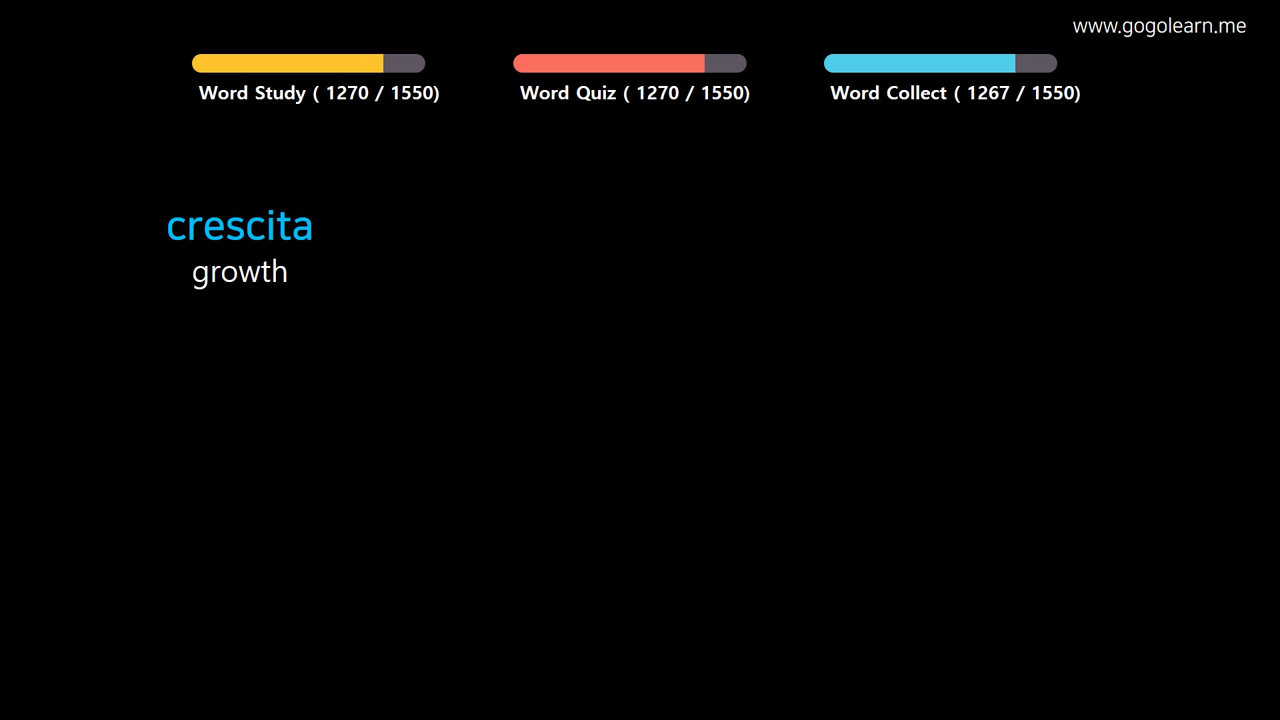 www.gogolearn.me
Word Study ( 1270 / 1550)
Word Quiz ( 1270 / 1550)
Word Collect ( 1267 / 1550)
crescita
growth